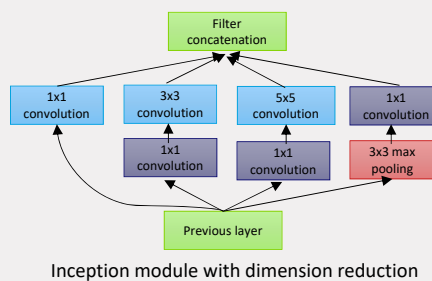 Filter
concatenation
1x1
convolution
3x3
convolution
5x5
convolution
1x1
convolution
1x1
convolution
1x1
convolution
3x3 max
pooling
Previous layer
Inception module with dimension reduction